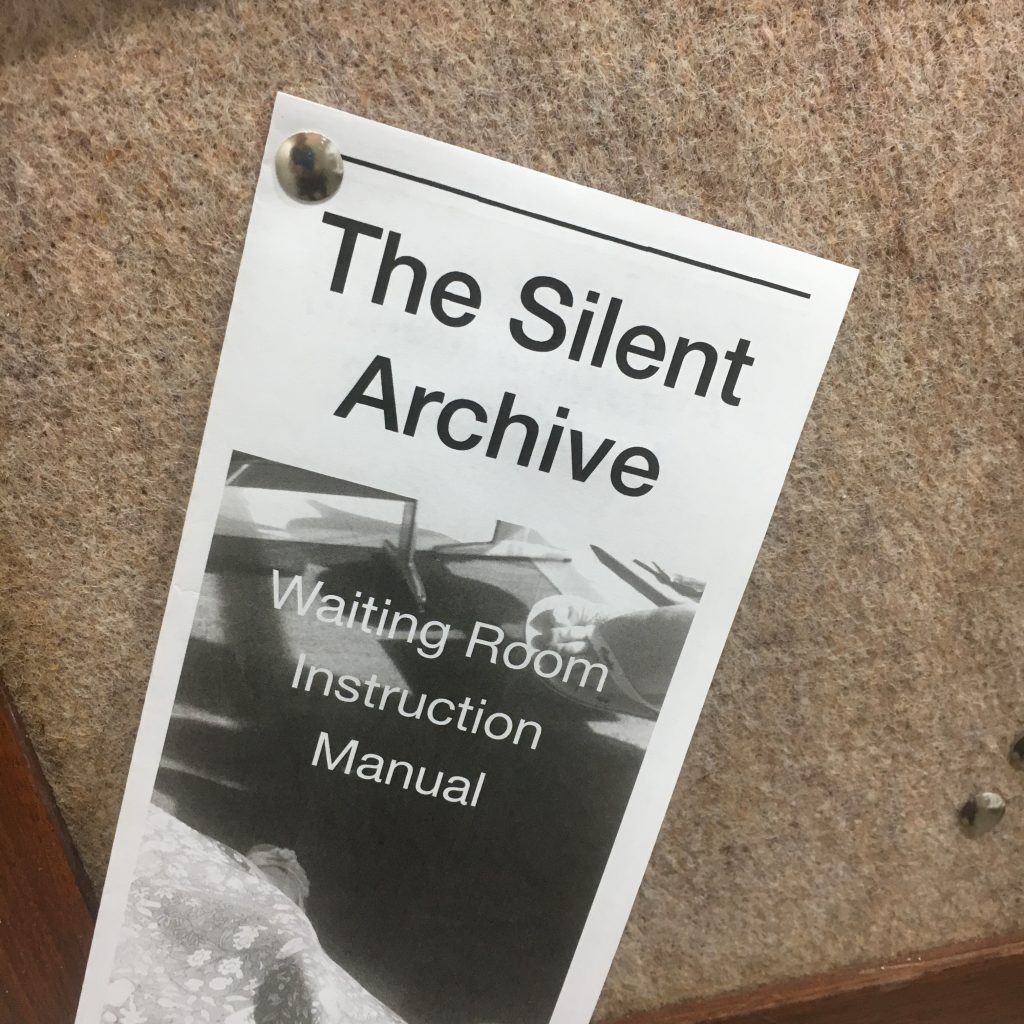 The Silent
Archive
Waiting Room
Instruction
Manual